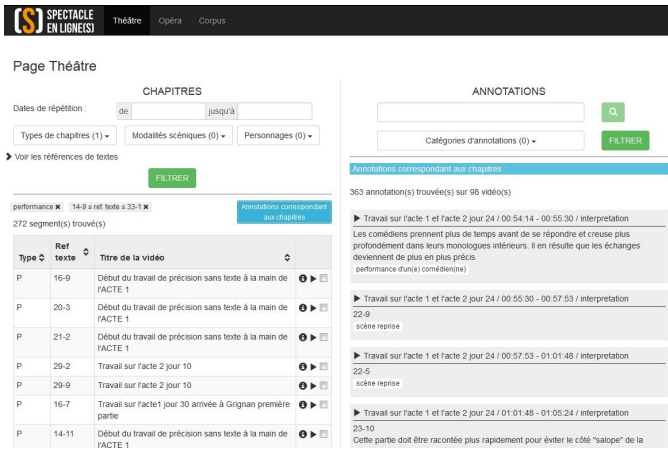 SPECTACLE
EN LIGNE(S)
Théâtre Opéra Corpus
Page Théâtre
CHAPITRES
Dates de répétition :
de
jusqu'à
Types de chapitres (1)
Modalités scéniques (0)
Personnages (0)
Voir les références de textes
FILTRER
performance ✖
14-9 ≤ ref. texte ≤ 33-1 ✖
Annotations correspondant
aux chapitres
272 segment(s) trouvé(s)
Type
Ref
texte
Titre de la vidéo
P 16-9 Début du travail de précision sans texte à la main de
l'ACTE 1
P 20-3 Début du travail de précision sans texte à la main de
l'ACTE 1
P 21-2 Début du travail de précision sans texte à la main de
l'ACTE 1
P 29-2 Travail sur l'acte 2 jour 10
P 29-9 Travail sur l'acte 2 jour 10
P 16-7 Travail sur l'acte1 jour 30 arrivée à Grignan première
partie
P 14-11 Début du travail de précision sans texte à la main de
l'ACTE 1
ANNOTATIONS
Catégories d'annotations (0)
FILTRER
Annotations correspondant aux chapitres :
363 annotation(s) trouvée(s) sur 98 vidéo(s)
Travail sur l'acte 1 et l'acte 2 jour 24 / 00:54:14 - 00:55:30 / interpretation
Les comédiens prennent plus de temps avant de se répondre et creuse plus
profondément dans leurs monologues intérieurs. Il en résulte que les échanges
deviennent de plus en plus précis
performance d'un(e) comédien(ne)
Travail sur l'acte 1 et l'acte 2 jour 24 / 00:55:30 - 00:57:53 / interpretation
22-9
scène reprise
Travail sur l'acte 1 et l'acte 2 jour 24 / 00:57:53 - 01:01:48 / interpretation
22-5
scène reprise
Travail sur l'acte 1 et l'acte 2 jour 24 / 01:01:48 - 01:05:24 / interpretation
23-10
Cette partie doit être racontée plus rapidement pour éviter le côté "salope" de la